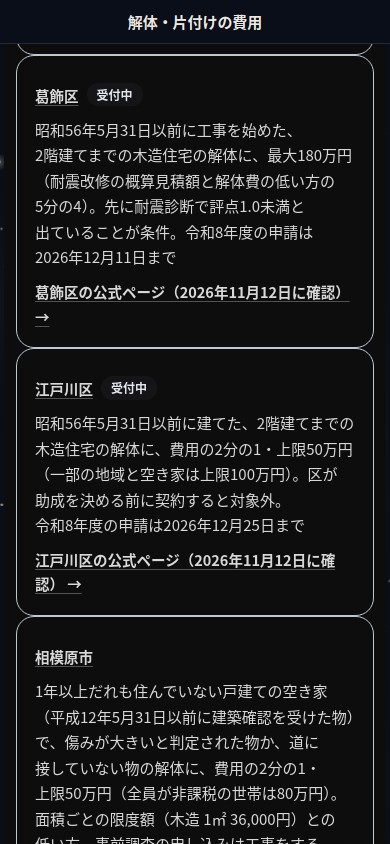 解体・片付けの費用
葛飾区 受付中
昭和56年5月31日以前に工事を始めた、
2階建てまでの木造住宅の解体に、最大180万円
（耐震改修の概算見積額と解体費の低い方の
5分の4）。先に耐震診断で評点1.0未満と
出ていることが条件。令和8年度の申請は
2026年12月11日まで
葛飾区の公式ページ（2026年11月12日に確認）
→
江戸川区 受付中
昭和56年5月31日以前に建てた、2階建てまでの
木造住宅の解体に、費用の2分の1・上限50万円
（一部の地域と空き家は上限100万円）。区が
助成を決める前に契約すると対象外。
令和8年度の申請は2026年12月25日まで
江戸川区の公式ページ（2026年11月12日に確
認） →
相模原市
1年以上だれも住んでいない戸建ての空き家
（平成12年5月31日以前に建築確認を受けた物）
で、傷みが大きいと判定された物か、道に
接していない物の解体に、費用の2分の1・
上限50万円（全員が非課税の世帯は80万円）。
面積ごとの限度額（木造 1㎡ 36,000円）との
低い方。事前調査の申し込みは工事をする